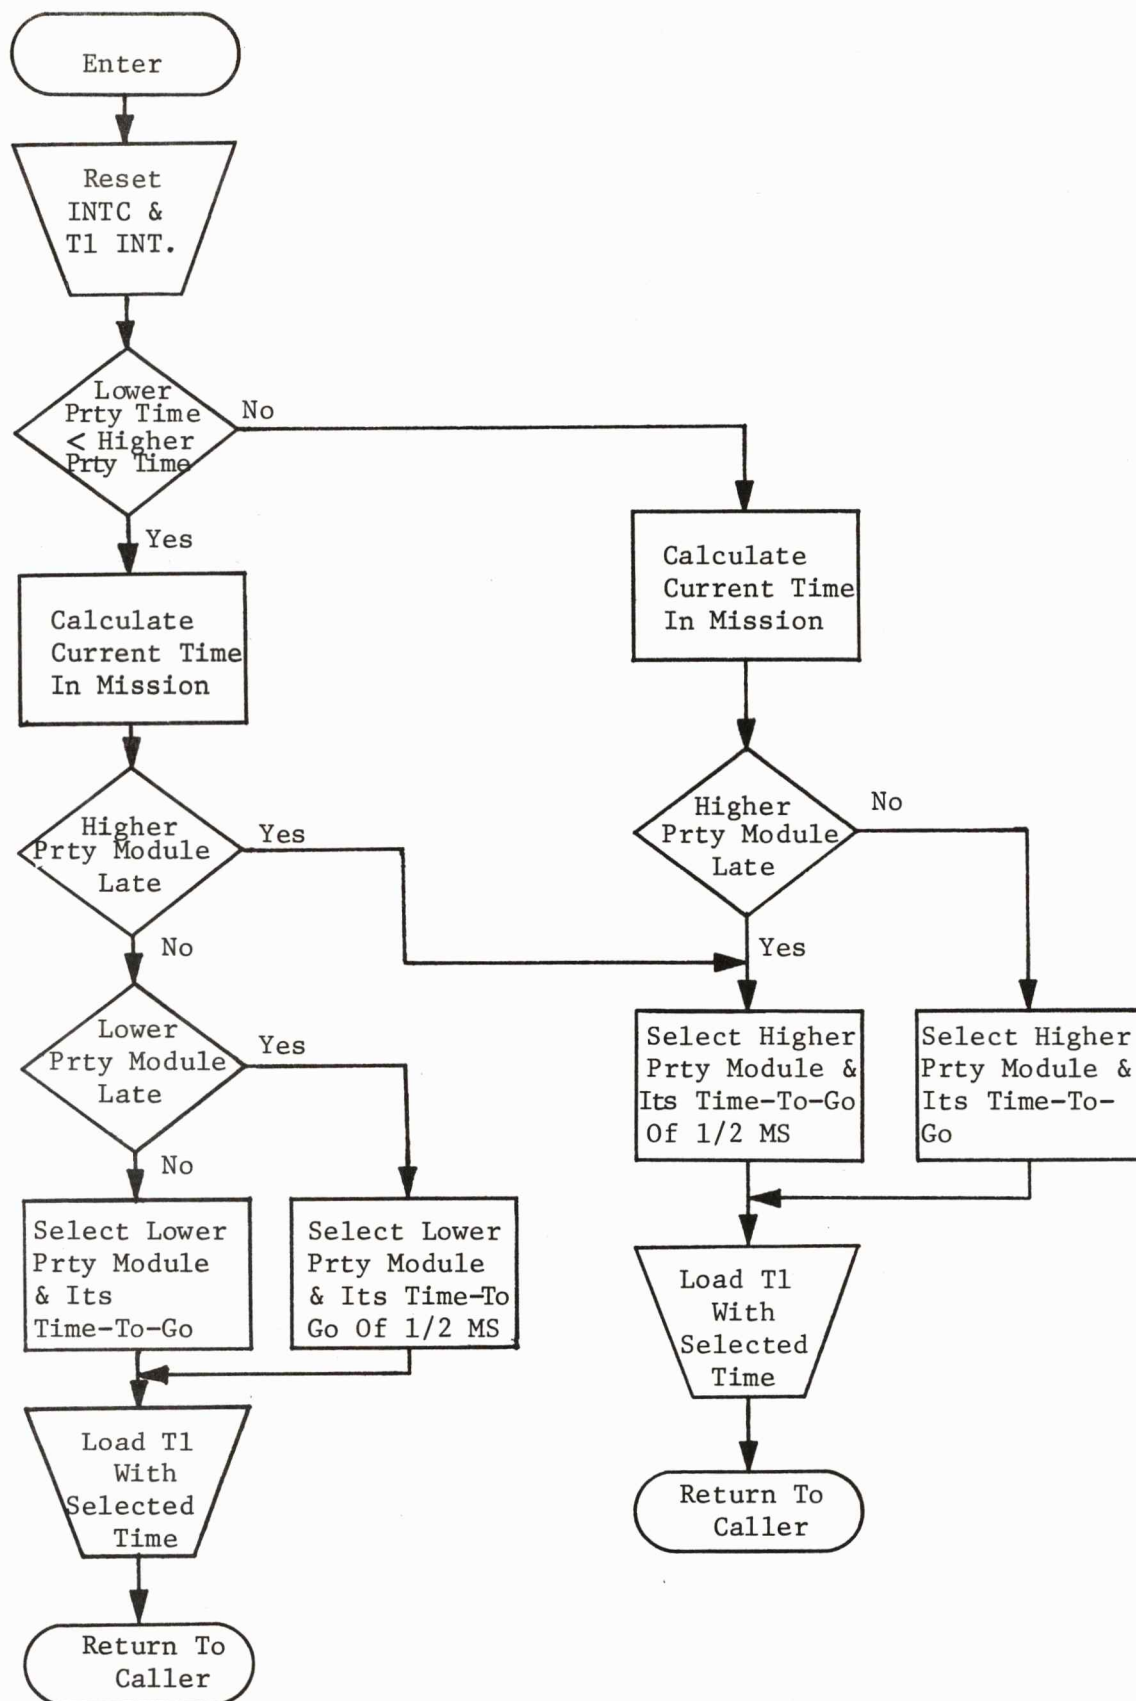 Enter
Reset
INTC &
T1 INT.
Lower
Prty Time
< Higher
Prty Time
No
Yes
Calculate
Current Time
In Mission
Calculate
Current Time
In Mission
Higher
Prty Module
Late
Yes
No
Higher
Prty Module
Late
No
Yes
Lower
Prty Module
Late
Yes
No
Select Higher
Prty Module &
Its Time-To-Go
Of 1/2 MS
Select Higher
Prty Module &
Its Time-To-
Go
Select Lower
Prty Module
& Its
Time-To-Go
Select Lower
Prty Module
& Its Time-To
Go Of 1/2 MS
Load T1
With
Selected
Time
Load T1
With
Selected
Time
Return To
Caller
Return To
Caller